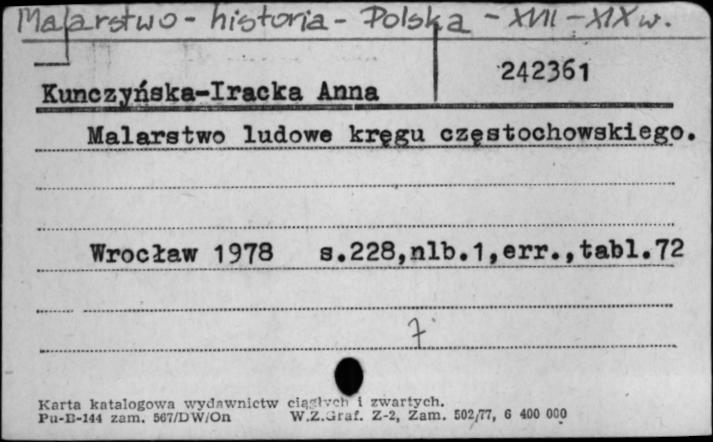 Malarstwo - historia - Polska - XVII - XIX w.
242361
Kunczyńska-Iracka Anna
Malarstwo ludowe kręgu częstochowskiego.
Wrocław 1978 s.228,nlb.1,err.,tabl.72
7
Karta katalogowa wydawnictw ciągłych i zwartych.
Pu-B-144 zam. 567/DW/On W.Z.Graf. Z-2, Zam. 502/77, 6 400 000